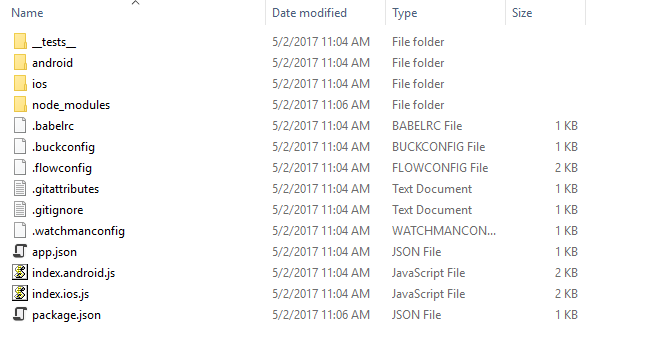 Name Date modified Type Size
__tests__ 5/2/2017 11:04 AM File folder
android 5/2/2017 11:04 AM File folder
ios 5/2/2017 11:04 AM File folder
node_modules 5/2/2017 11:06 AM File folder
.babelrc 5/2/2017 11:04 AM BABELRC File 1 KB
.buckconfig 5/2/2017 11:04 AM BUCKCONFIG File 1 KB
.flowconfig 5/2/2017 11:04 AM FLOWCONFIG File 2 KB
.gitattributes 5/2/2017 11:04 AM Text Document 1 KB
.gitignore 5/2/2017 11:04 AM Text Document 1 KB
.watchmanconfig 5/2/2017 11:04 AM WATCHMANCON... 1 KB
app.json 5/2/2017 11:04 AM JSON File 1 KB
index.android.js 5/2/2017 11:04 AM JavaScript File 2 KB
index.ios.js 5/2/2017 11:04 AM JavaScript File 2 KB
package.json 5/2/2017 11:06 AM JSON File 1 KB